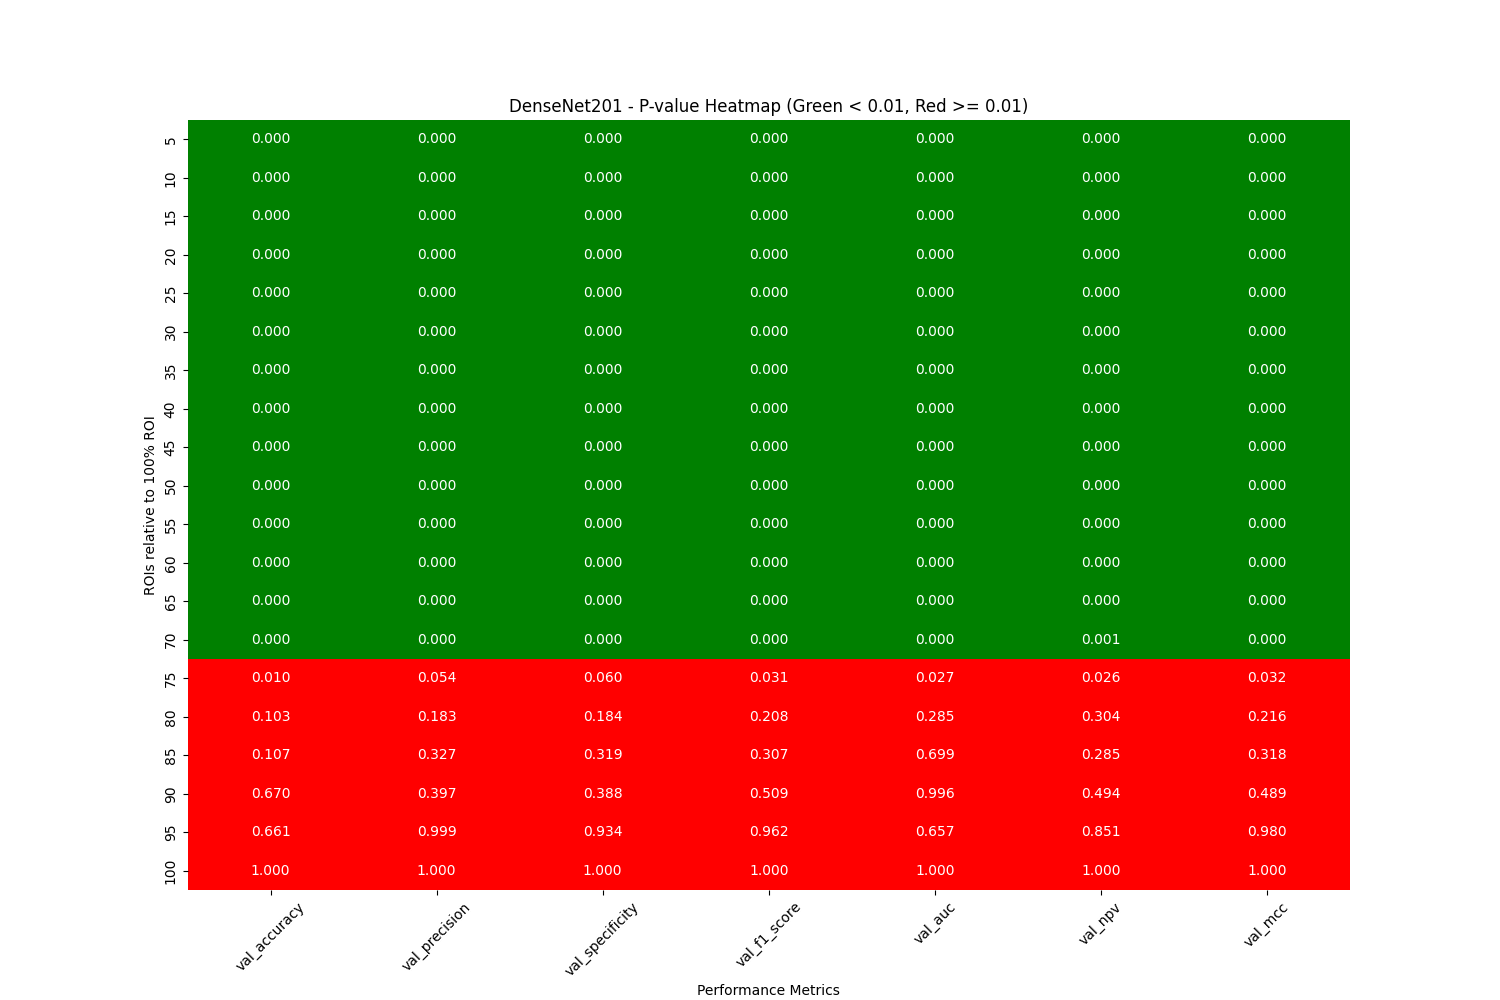 DenseNet201 - P-value Heatmap (Green < 0.01, Red >= 0.01)
ROIs relative to 100% ROI
5 0.000 0.000 0.000 0.000 0.000 0.000 0.000
10 0.000 0.000 0.000 0.000 0.000 0.000 0.000
15 0.000 0.000 0.000 0.000 0.000 0.000 0.000
20 0.000 0.000 0.000 0.000 0.000 0.000 0.000
25 0.000 0.000 0.000 0.000 0.000 0.000 0.000
30 0.000 0.000 0.000 0.000 0.000 0.000 0.000
35 0.000 0.000 0.000 0.000 0.000 0.000 0.000
40 0.000 0.000 0.000 0.000 0.000 0.000 0.000
45 0.000 0.000 0.000 0.000 0.000 0.000 0.000
50 0.000 0.000 0.000 0.000 0.000 0.000 0.000
55 0.000 0.000 0.000 0.000 0.000 0.000 0.000
60 0.000 0.000 0.000 0.000 0.000 0.000 0.000
65 0.000 0.000 0.000 0.000 0.000 0.000 0.000
70 0.000 0.000 0.000 0.000 0.000 0.001 0.000
75 0.010 0.054 0.060 0.031 0.027 0.026 0.032
80 0.103 0.183 0.184 0.208 0.285 0.304 0.216
85 0.107 0.327 0.319 0.307 0.699 0.285 0.318
90 0.670 0.397 0.388 0.509 0.996 0.494 0.489
95 0.661 0.999 0.934 0.962 0.657 0.851 0.980
100 1.000 1.000 1.000 1.000 1.000 1.000 1.000
val_accuracy val_precision val_specificity val_f1_score val_auc val_npv val_mcc
Performance Metrics